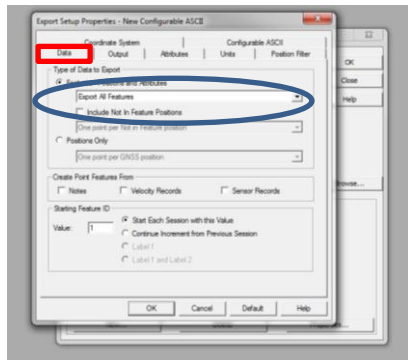 Export Setup Properties - New Configurable ASCII
Coordinate System Configurable ASCII
Data Output Attributes Units Position Filter
Type of Data to Export
Positions and Attributes
Export All Features
Include Not In Feature Positions
One point per Not in Feature position
Positions Only
One point per GNSS position
Create Point Features From
Notes Velocity Records Sensor Records
Starting Feature ID
Value: 1
Start Each Session with this Value
Continue Increment from Previous Session
Label 1
Label 1 and Label 2
OK Cancel Default Help
OK
Close
Help